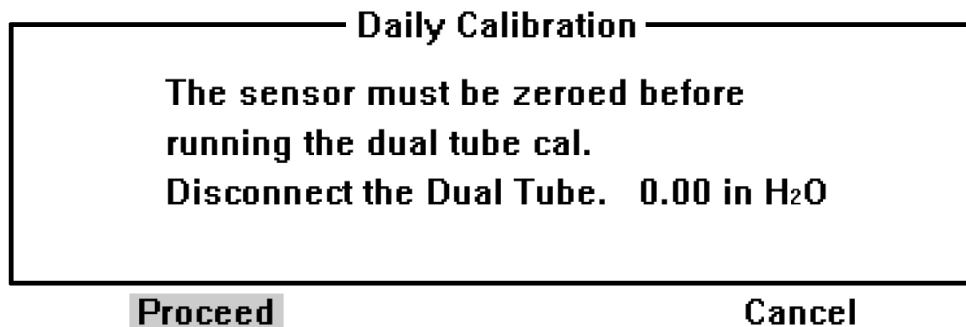 Daily Calibration
The sensor must be zeroed before
running the dual tube cal.
Disconnect the Dual Tube. 0.00 in H₂O
Proceed Cancel